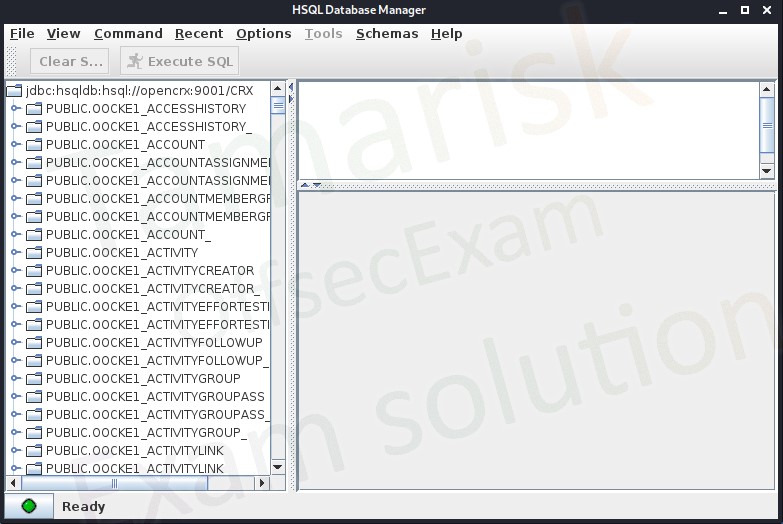 HSQL Database Manager
File View Command Recent Options Tools Schemas Help
Clear S... Execute SQL
jdbc:hsqldb:hsql://opencrx:9001/CRX
PUBLIC.OOCKE1_ACCESSHISTORY
PUBLIC.OOCKE1_ACCESSHISTORY_
PUBLIC.OOCKE1_ACCOUNT
PUBLIC.OOCKE1_ACCOUNTASSIGNME
PUBLIC.OOCKE1_ACCOUNTASSIGNME
PUBLIC.OOCKE1_ACCOUNTMEMBERGF
PUBLIC.OOCKE1_ACCOUNTMEMBERGF
PUBLIC.OOCKE1_ACCOUNT_
PUBLIC.OOCKE1_ACTIVITY
PUBLIC.OOCKE1_ACTIVITYCREATOR
PUBLIC.OOCKE1_ACTIVITYCREATOR_
PUBLIC.OOCKE1_ACTIVITYEFFORTESTI
PUBLIC.OOCKE1_ACTIVITYEFFORTESTI
PUBLIC.OOCKE1_ACTIVITYFOLLOWUP
PUBLIC.OOCKE1_ACTIVITYFOLLOWUP_
PUBLIC.OOCKE1_ACTIVITYGROUP
PUBLIC.OOCKE1_ACTIVITYGROUPASS
PUBLIC.OOCKE1_ACTIVITYGROUPASS_
PUBLIC.OOCKE1_ACTIVITYGROUP_
PUBLIC.OOCKE1_ACTIVITYLINK
PUBLIC.OOCKE1_ACTIVITYLINK
Ready
Tamarisk
OffsecExam
Exam solution